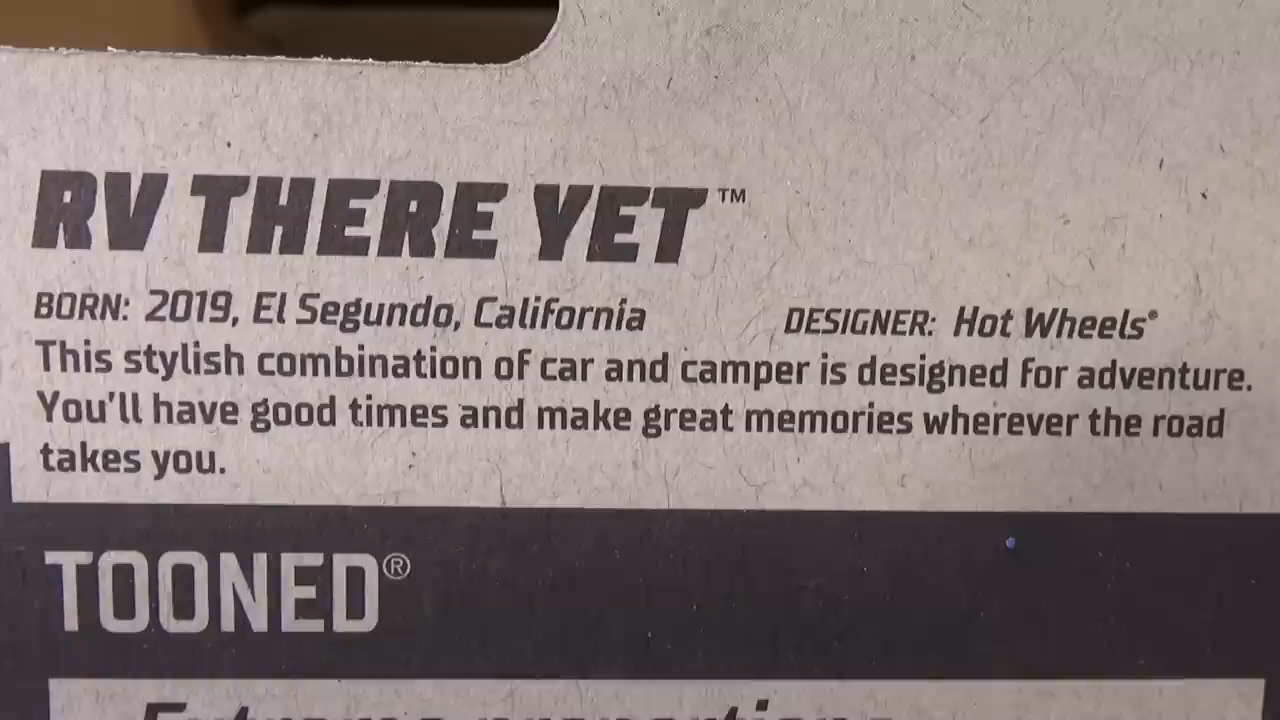 RV THERE YET™
BORN: 2019, El Segundo, California DESIGNER: Hot Wheels®
This stylish combination of car and camper is designed for adventure.
You'll have good times and make great memories wherever the road
takes you.
TOONED®